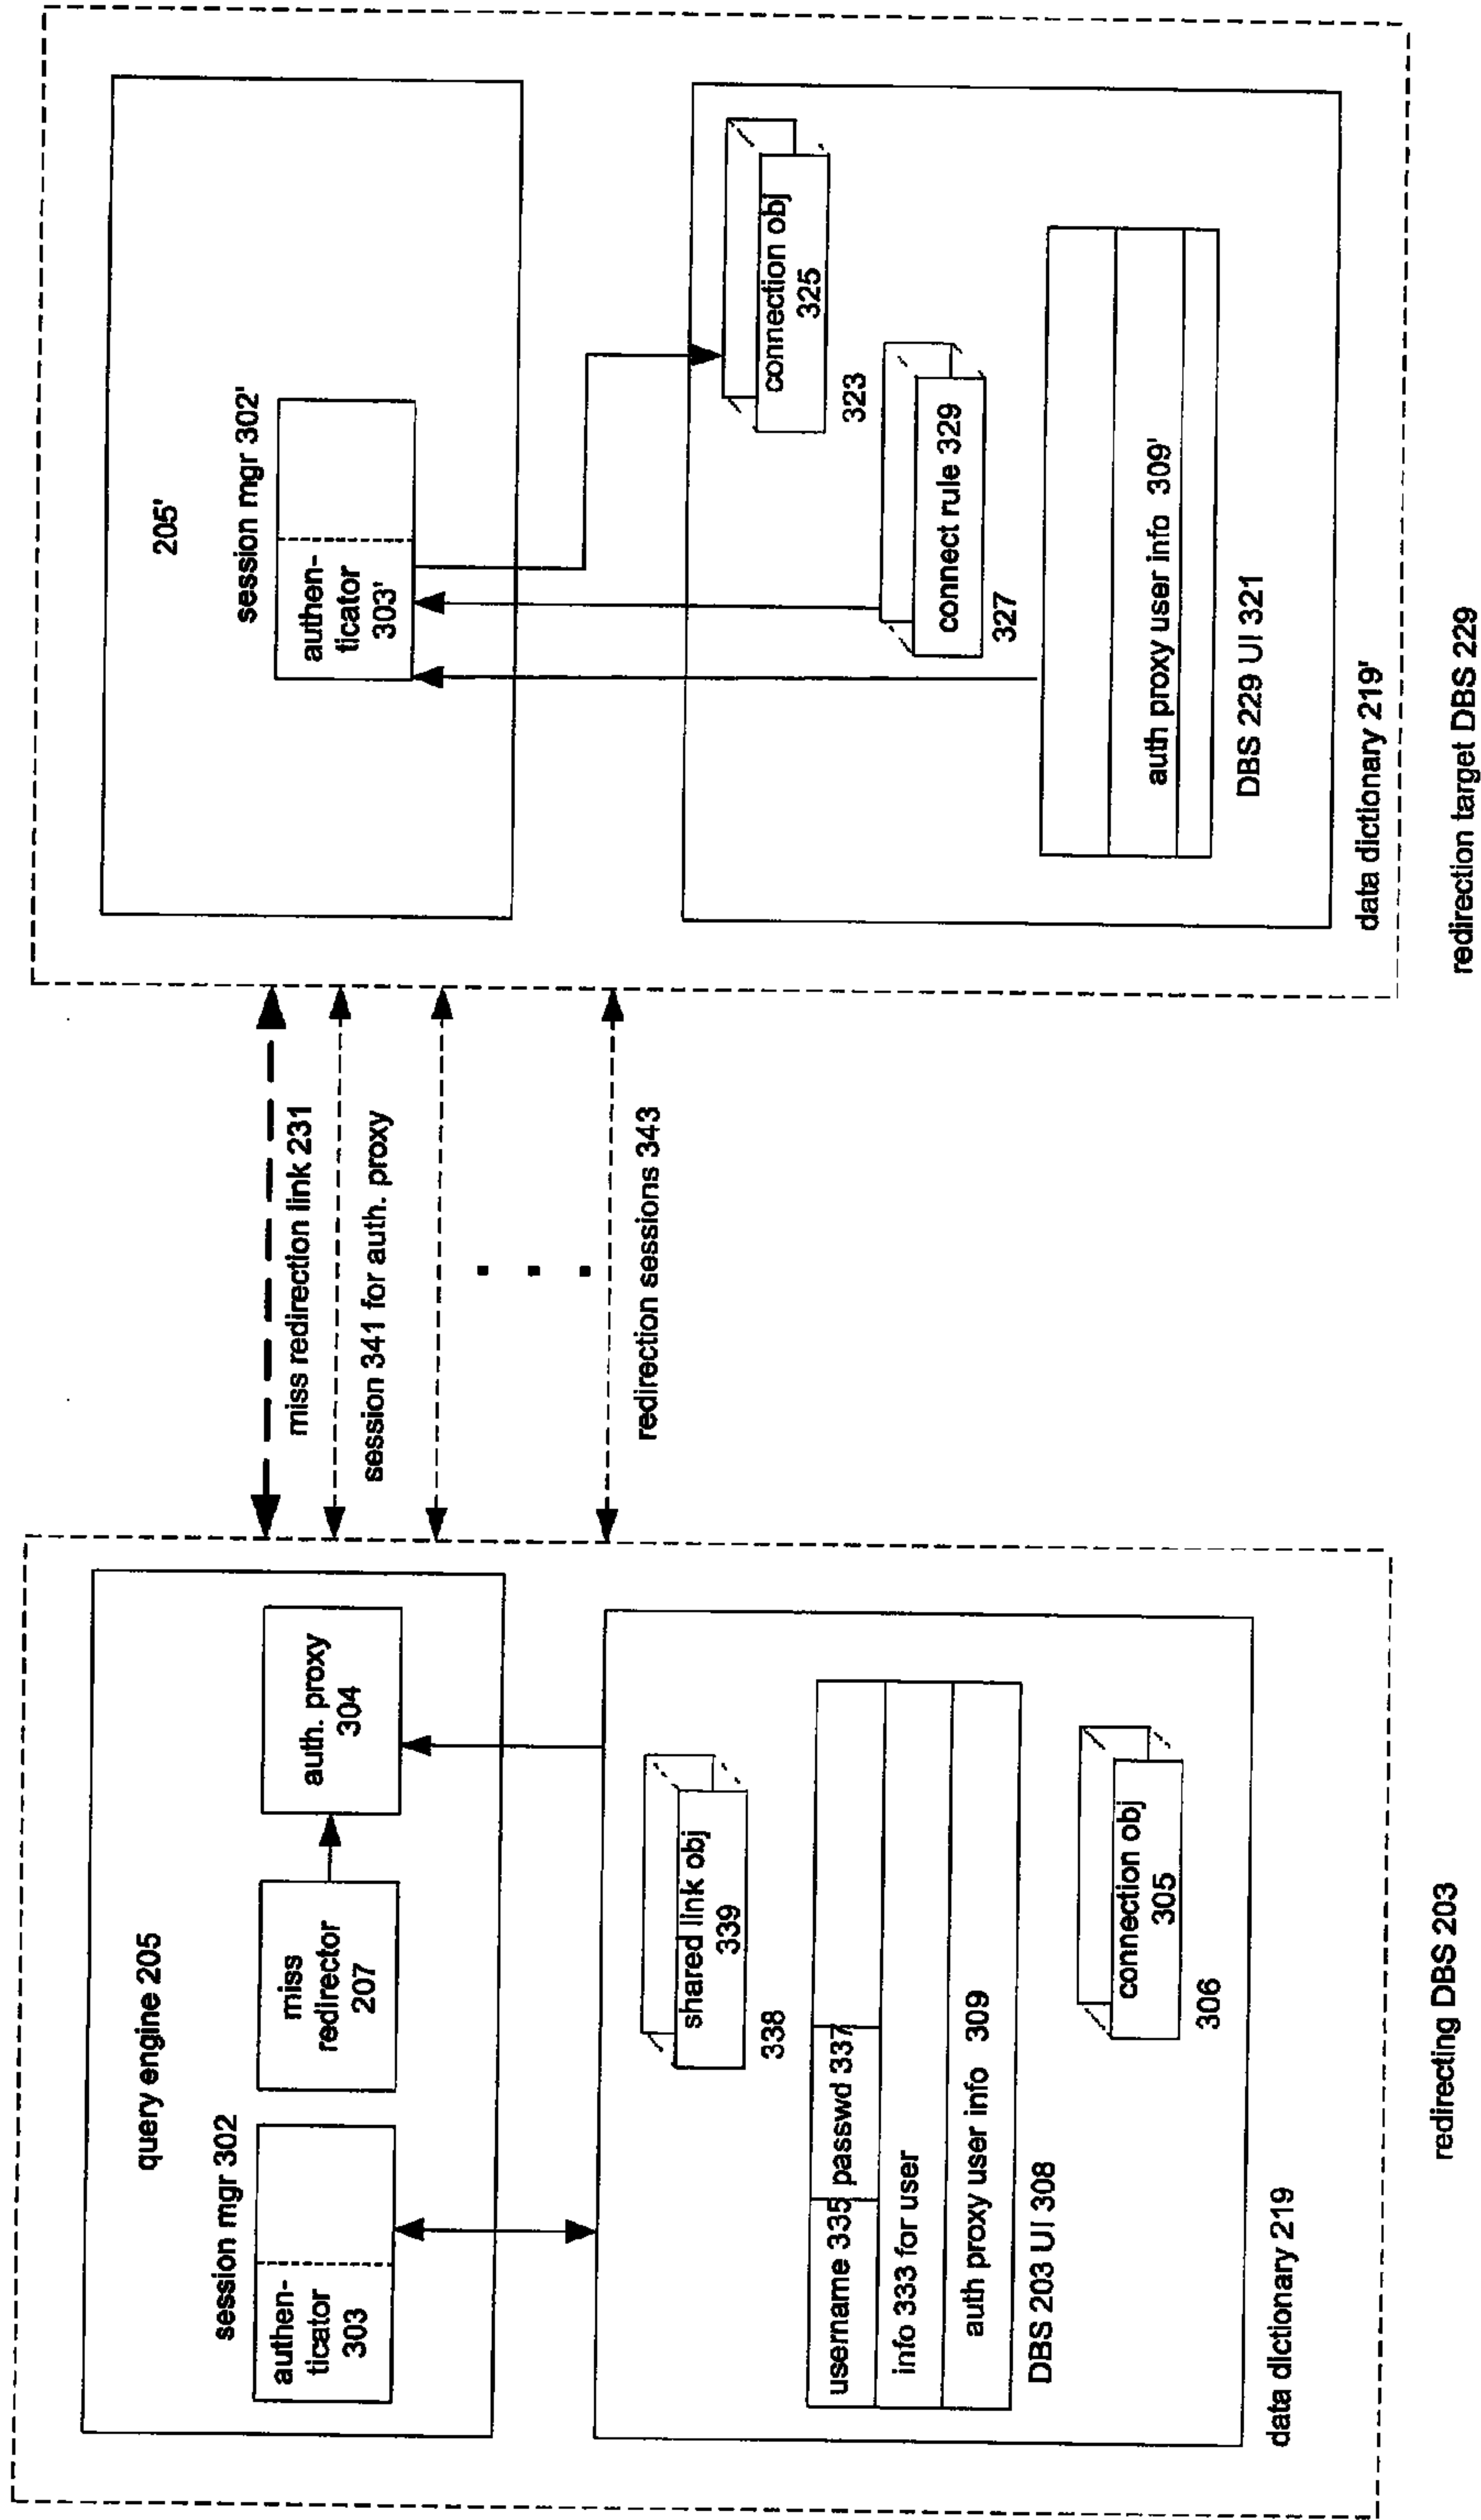 query engine 205
session mgr 302
authen-
ticator
303
miss
redirector
207
auth. proxy
304
shared link obj
339
338
username 335
passwd 337
info 333 for user
auth proxy user info 309
DBS 203 UI 308
connection obj
305
306
data dictionary 219
redirecting DBS 203
miss redirection link 231
session 341 for auth. proxy
redirection sessions 343
205'
session mgr 302'
authen-
ticator
303'
connection obj
325
323
connect rule 329
327
auth proxy user info 309'
DBS 229 UI 321
data dictionary 219'
redirection target DBS 229